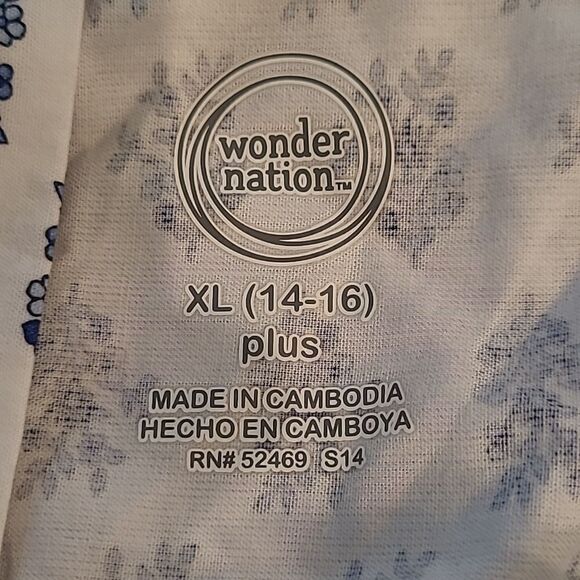 wonder
nation™
XL (14-16)
plus
MADE IN CAMBODIA
HECHO EN CAMBOYA
RN# 52469 S14